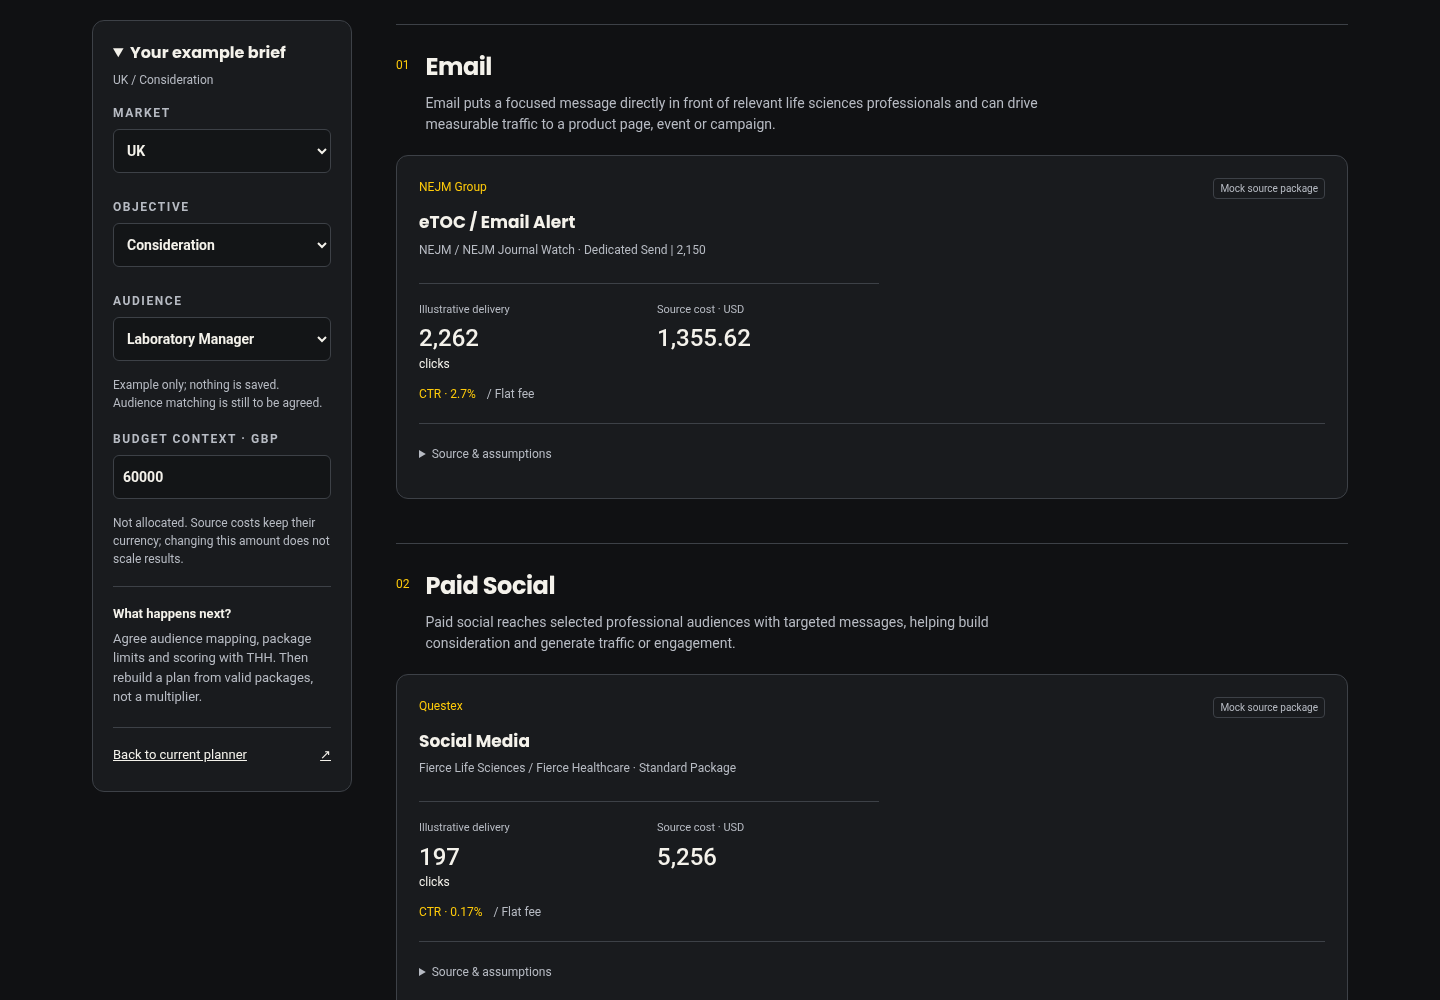 ▼ Your example brief
UK / Consideration
MARKET
UK
OBJECTIVE
Consideration
AUDIENCE
Laboratory Manager
Example only; nothing is saved.
Audience matching is still to be agreed.
BUDGET CONTEXT · GBP
60000
Not allocated. Source costs keep their
currency; changing this amount does not
scale results.
What happens next?
Agree audience mapping, package
limits and scoring with THH. Then
rebuild a plan from valid packages,
not a multiplier.
Back to current planner ↗
01 Email
Email puts a focused message directly in front of relevant life sciences professionals and can drive
measurable traffic to a product page, event or campaign.
NEJM Group
Mock source package
eTOC / Email Alert
NEJM / NEJM Journal Watch · Dedicated Send | 2,150
Illustrative delivery
2,262
clicks
Source cost · USD
1,355.62
CTR · 2.7% / Flat fee
▶ Source & assumptions
02 Paid Social
Paid social reaches selected professional audiences with targeted messages, helping build
consideration and generate traffic or engagement.
Questex
Mock source package
Social Media
Fierce Life Sciences / Fierce Healthcare · Standard Package
Illustrative delivery
197
clicks
Source cost · USD
5,256
CTR · 0.17% / Flat fee
▶ Source & assumptions